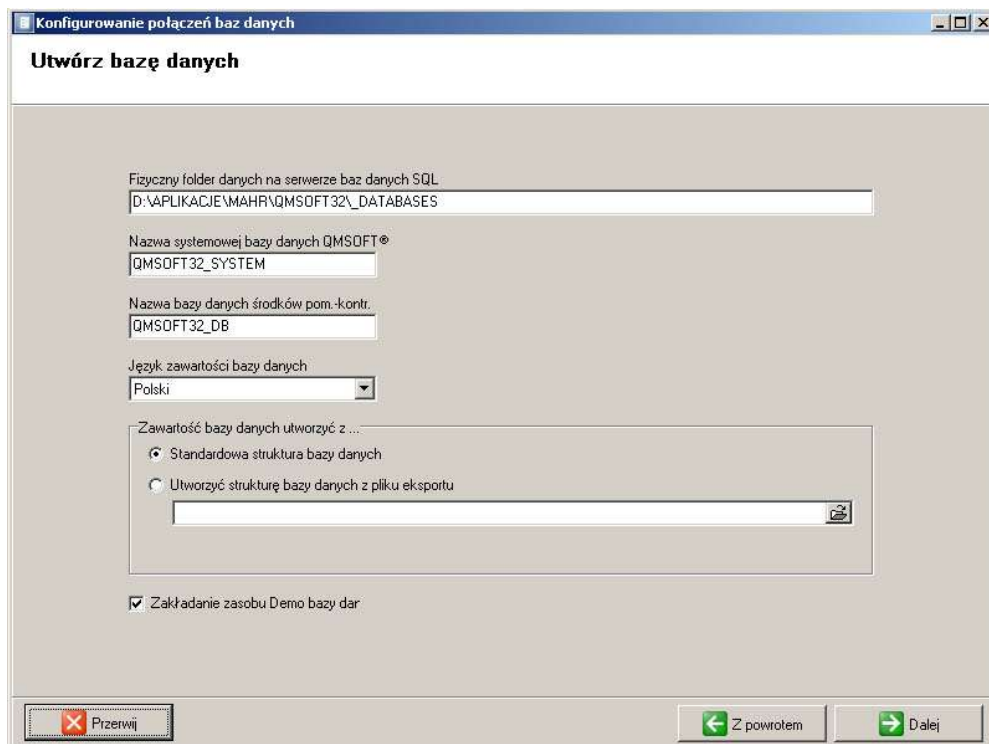 Konfigurowanie połączeń baz danych
Utwórz bazę danych
Fizyczny folder danych na serwerze baz danych SQL
D:\APLIKACJE\MAHR\QMSOFT32\_DATABASES
Nazwa systemowej bazy danych QMSOFT®
QMSOFT32_SYSTEM
Nazwa bazy danych środków pom.-kontr.
QMSOFT32_DB
Język zawartości bazy danych
Polski
Zawartość bazy danych utworzyć z ...
Standardowa struktura bazy danych
Utworzyć strukturę bazy danych z pliku eksportu
Zakładanie zasobu Demo bazy dar
Przerwij
Z powrotem
Dalej